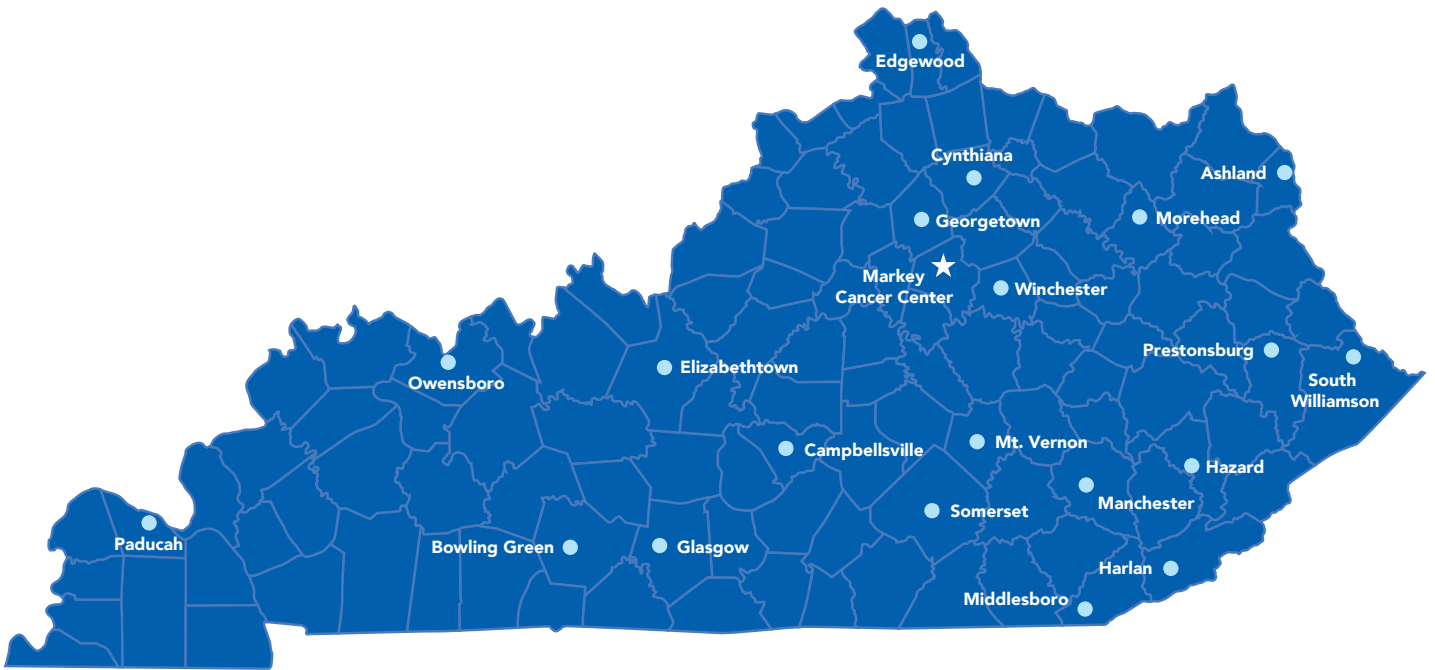 Edgewood
Cynthiana
Ashland
Morehead
Georgetown
Markey
Cancer Center
Winchester
Prestonsburg
South
Williamson
Elizabethtown
Owensboro
Campbellsville
Mt. Vernon
Hazard
Manchester
Somerset
Paducah
Bowling Green
Glasgow
Harlan
Middlesboro